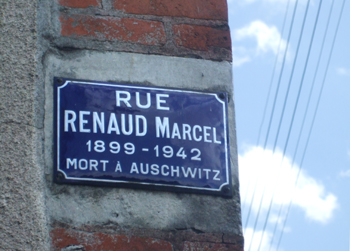 RUE
RENAUD MARCEL
1899 - 1942
MORT À AUSCHWITZ